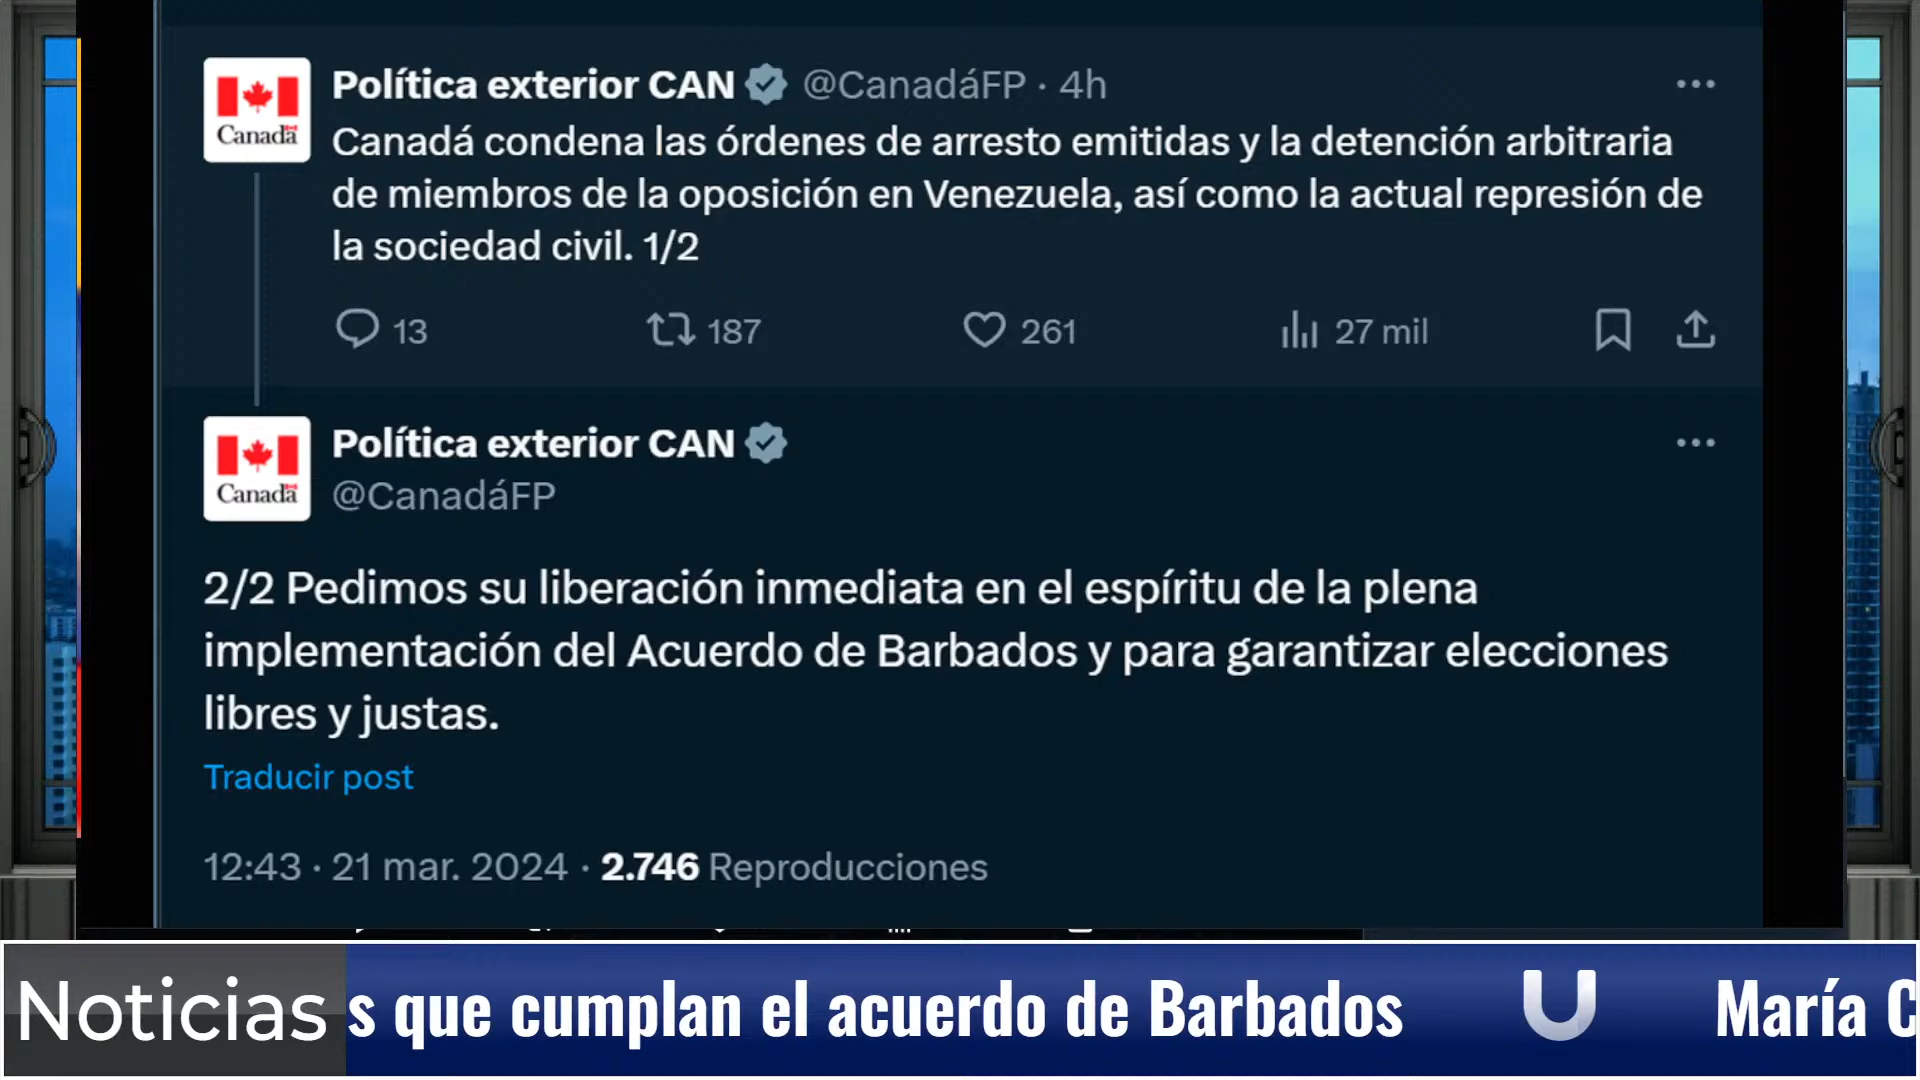 Canada
Política exterior CAN @CanadáFP · 4h
Canadá condena las órdenes de arresto emitidas y la detención arbitraria
de miembros de la oposición en Venezuela, así como la actual represión de
la sociedad civil. 1/2
13 187 261 27 mil
Canada
Política exterior CAN
@CanadáFP
2/2 Pedimos su liberación inmediata en el espíritu de la plena
implementación del Acuerdo de Barbados y para garantizar elecciones
libres y justas.
Traducir post
12:43 · 21 mar. 2024 · 2.746 Reproducciones
Noticias s que cumplan el acuerdo de Barbados U María C